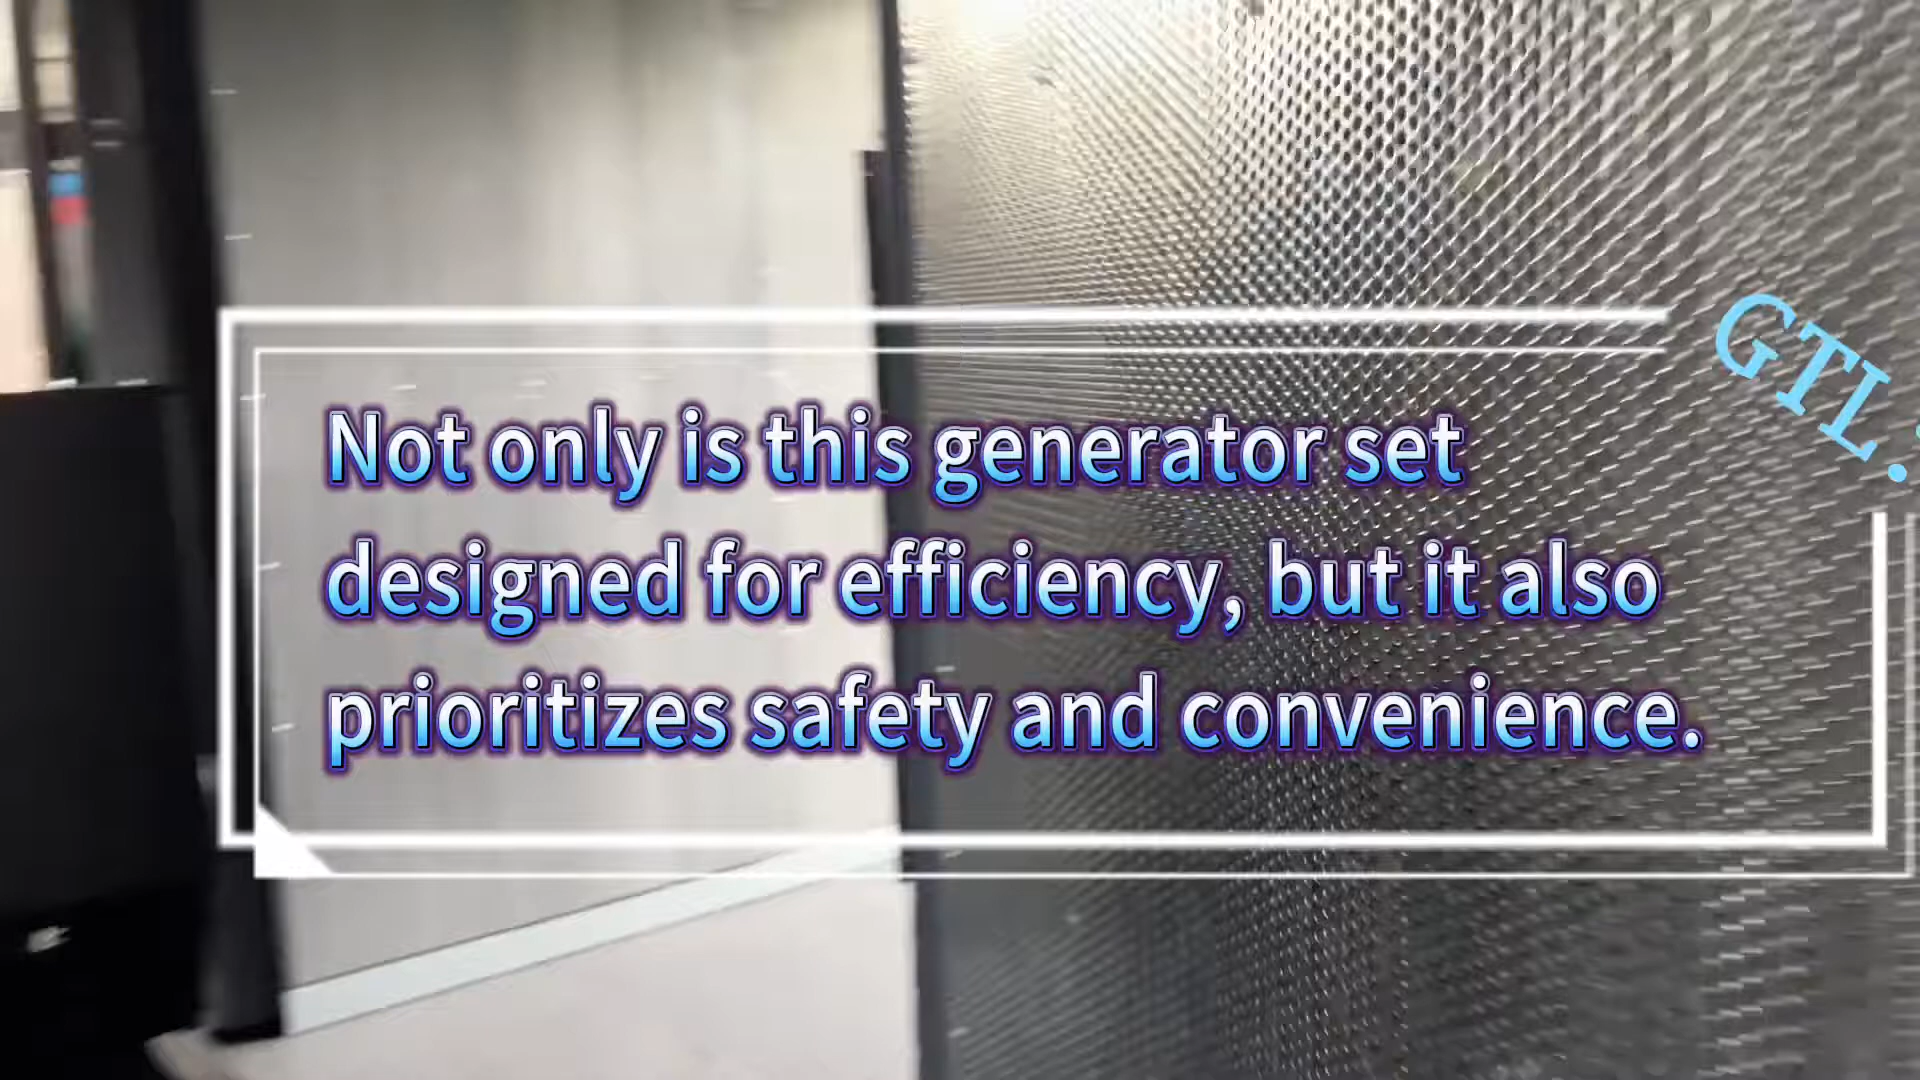 GTL.
Not only is this generator set
designed for efficiency, but it also
prioritizes safety and convenience.